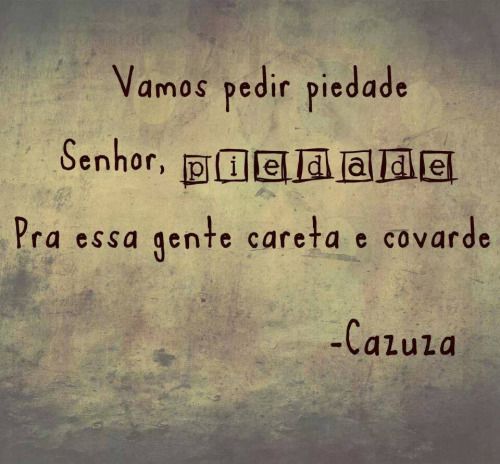 Vamos pedir piedade
Senhor, piedade
Pra essa gente careta e covarde
-Cazuza